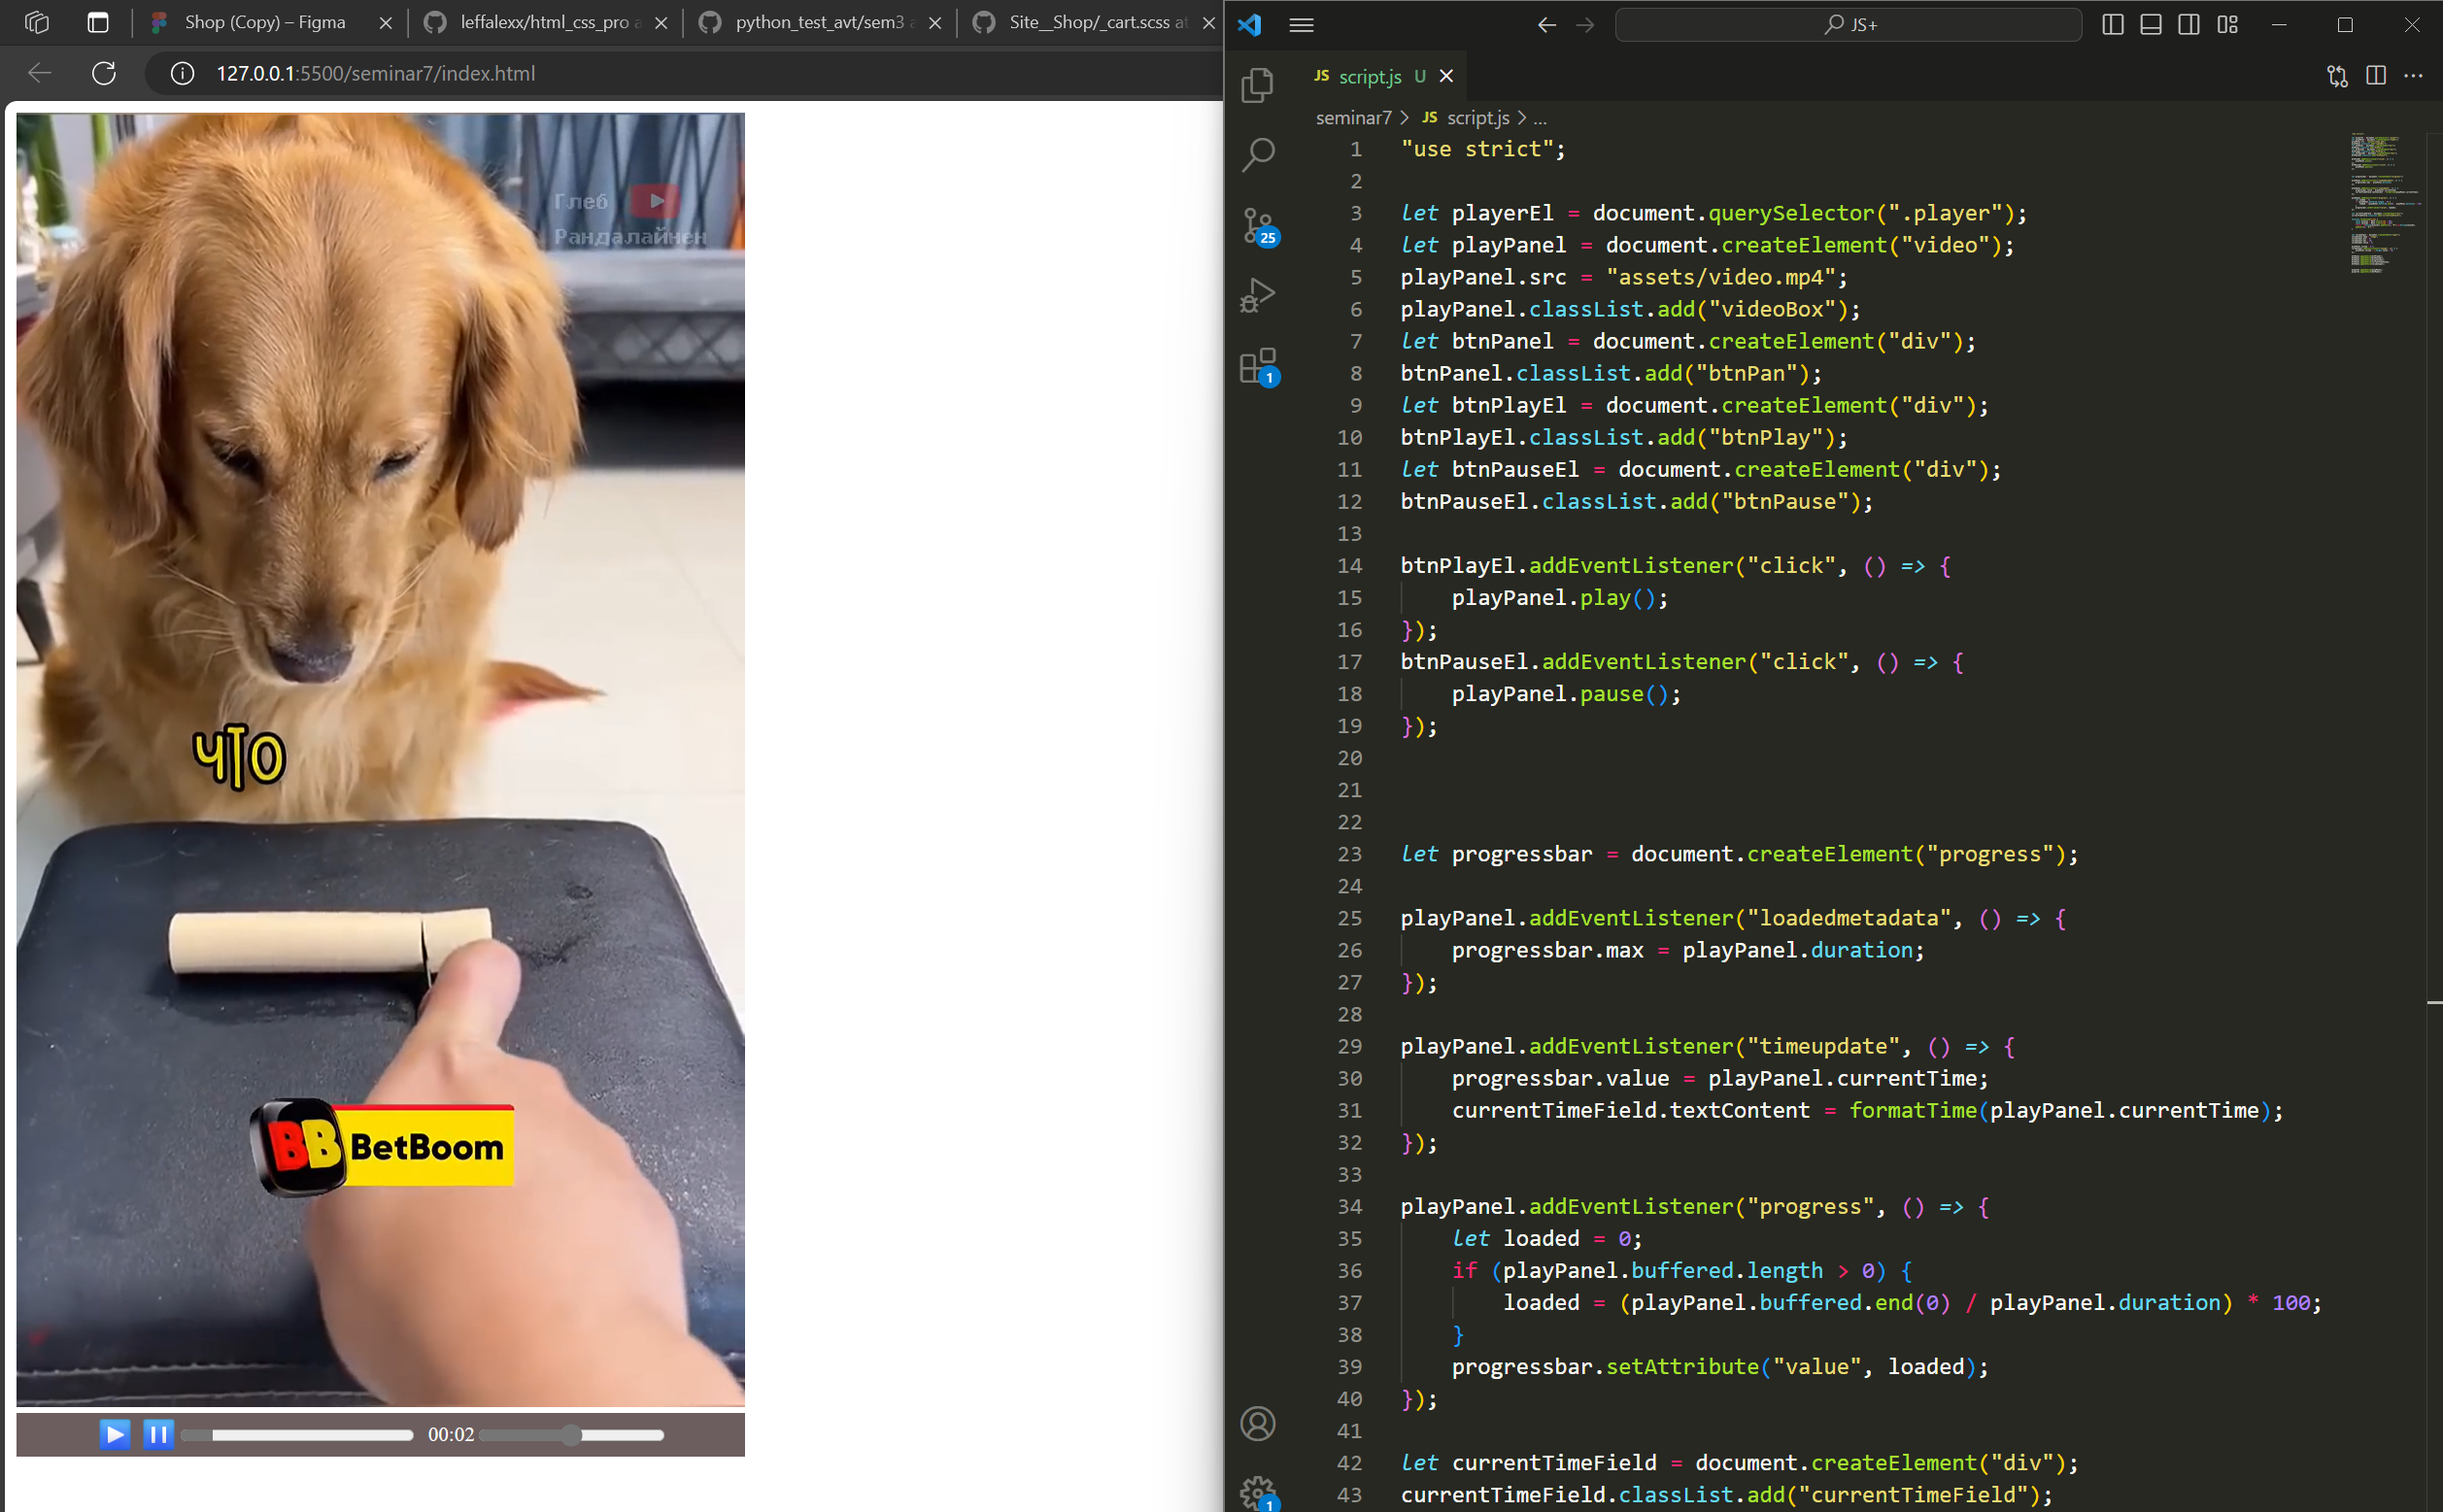 Shop (Copy) – Figma
leffalexx/html_css_pro a
python_test_avt/sem3 a
Site__Shop/_cart.scss at
127.0.0.1:5500/seminar7/index.html
Глеб
Рандалайнен
что
BB BetBoom
00:02
JS+
JS script.js U
seminar7 > JS script.js > ...
25
1
1
1 "use strict";
2
3 let playerEl = document.querySelector(".player");
4 let playPanel = document.createElement("video");
5 playPanel.src = "assets/video.mp4";
6 playPanel.classList.add("videoBox");
7 let btnPanel = document.createElement("div");
8 btnPanel.classList.add("btnPan");
9 let btnPlayEl = document.createElement("div");
10 btnPlayEl.classList.add("btnPlay");
11 let btnPauseEl = document.createElement("div");
12 btnPauseEl.classList.add("btnPause");
13
14 btnPlayEl.addEventListener("click", () => {
15 playPanel.play();
16 });
17 btnPauseEl.addEventListener("click", () => {
18 playPanel.pause();
19 });
20
21
22
23 let progressbar = document.createElement("progress");
24
25 playPanel.addEventListener("loadedmetadata", () => {
26 progressbar.max = playPanel.duration;
27 });
28
29 playPanel.addEventListener("timeupdate", () => {
30 progressbar.value = playPanel.currentTime;
31 currentTimeField.textContent = formatTime(playPanel.currentTime);
32 });
33
34 playPanel.addEventListener("progress", () => {
35 let loaded = 0;
36 if (playPanel.buffered.length > 0) {
37 loaded = (playPanel.buffered.end(0) / playPanel.duration) * 100;
38 }
39 progressbar.setAttribute("value", loaded);
40 });
41
42 let currentTimeField = document.createElement("div");
43 currentTimeField.classList.add("currentTimeField");